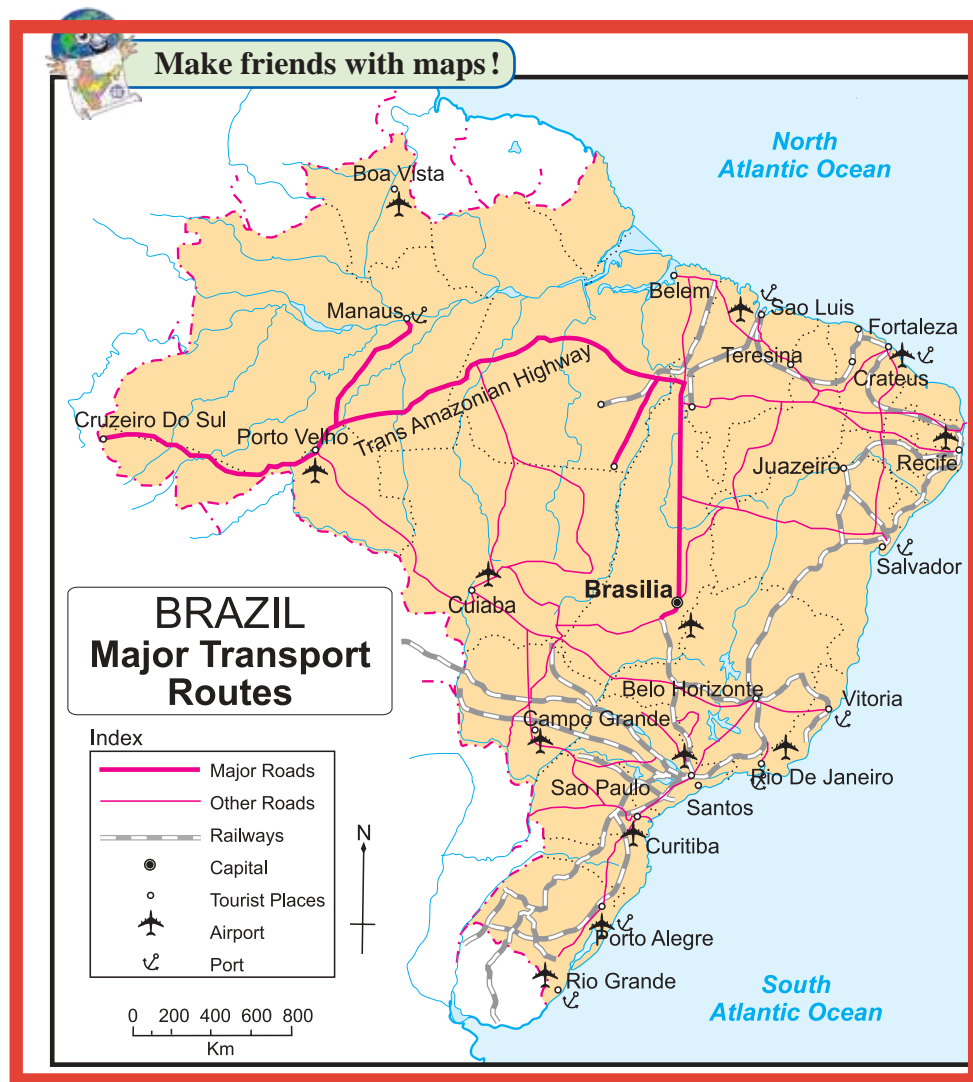 Make friends with maps!
North
Atlantic Ocean
Boa Vista
Manaus
Belem
Sao Luis
Fortaleza
Teresina
Crateus
Trans Amazonian Highway
Cruzeiro Do Sul
Porto Velho
Juazeiro
Recife
Salvador
Brasilia
Cuiaba
BRAZIL
Major Transport
Routes
Belo Horizonte
Vitoria
Campo Grande
Rio De Janeiro
Sao Paulo
Santos
Curitiba
Porto Alegre
Rio Grande
Index
Major Roads
Other Roads
Railways
Capital
Tourist Places
Airport
Port
N
0 200 400 600 800
Km
South
Atlantic Ocean